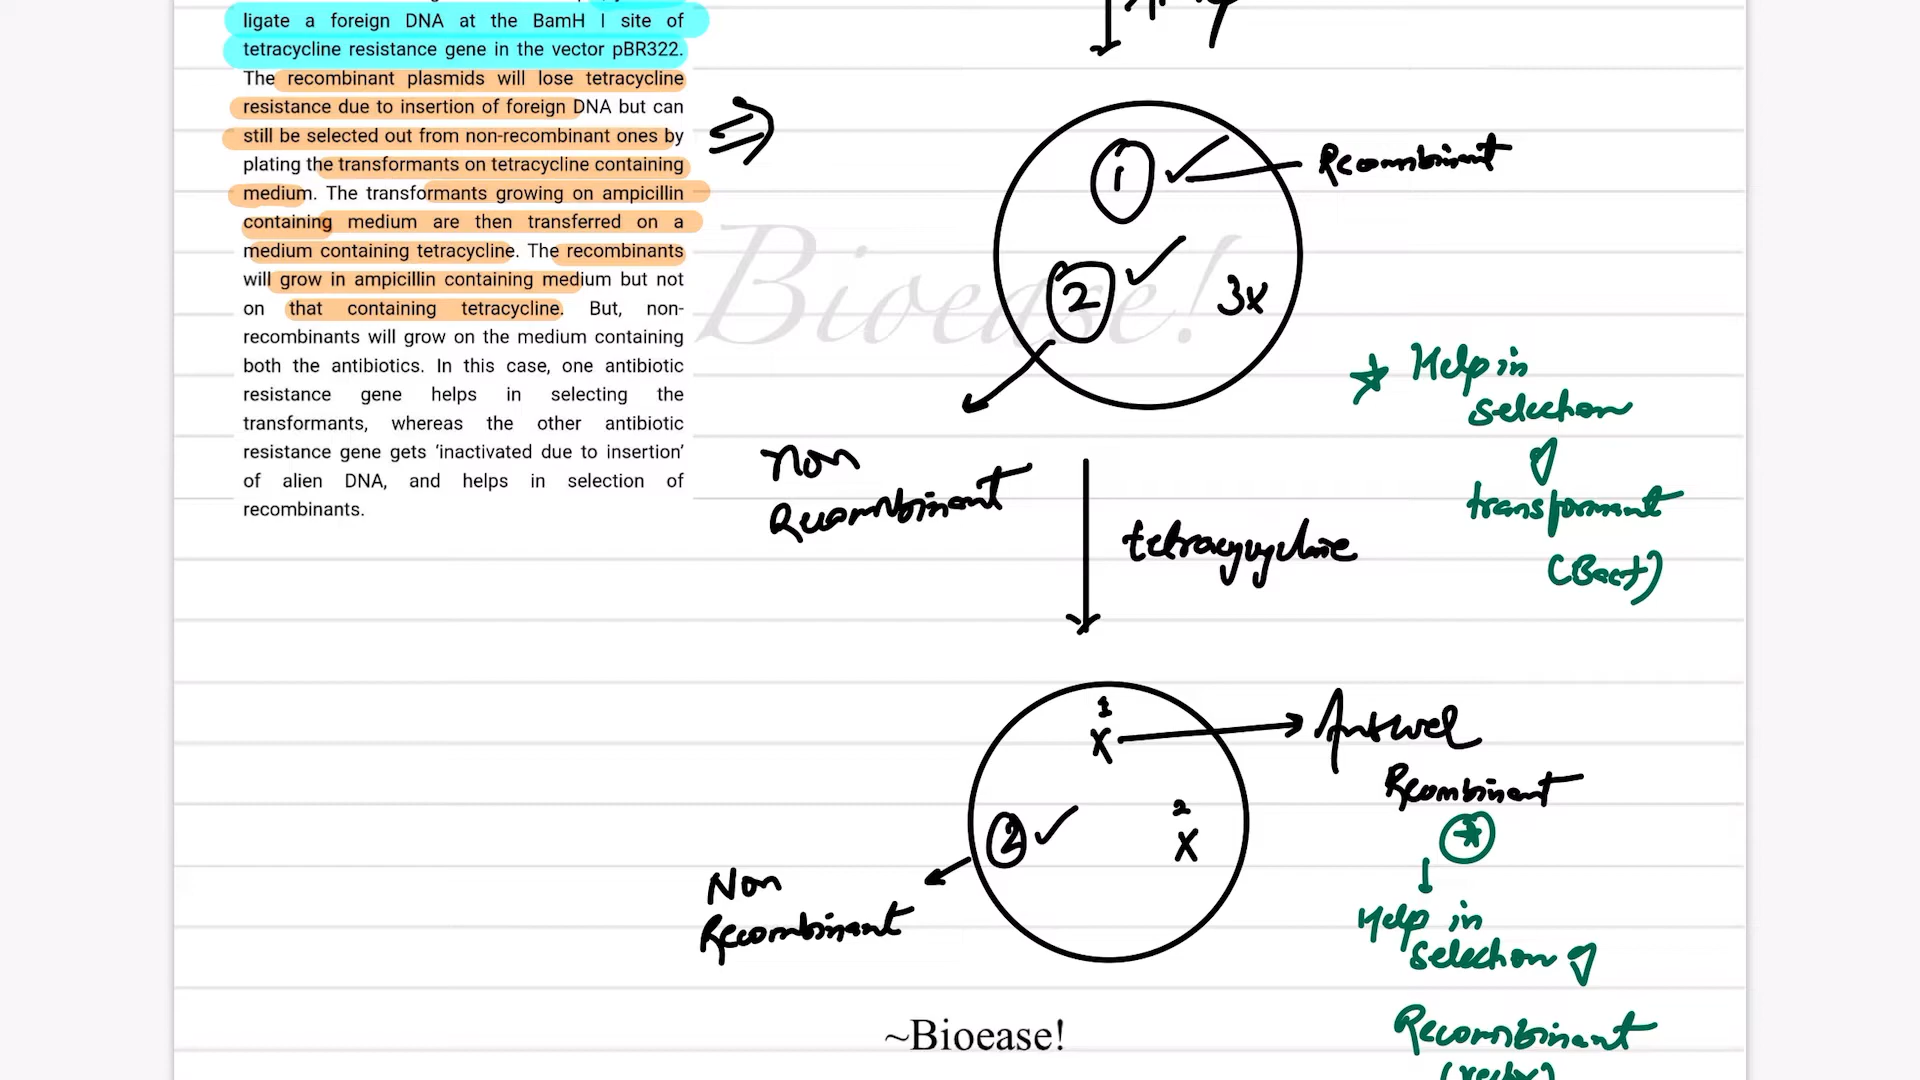 ligate a foreign DNA at the BamH I site of
tetracycline resistance gene in the vector pBR322.
The recombinant plasmids will lose tetracycline
resistance due to insertion of foreign DNA but can
still be selected out from non-recombinant ones by
plating the transformants on tetracycline containing
medium. The transformants growing on ampicillin
containing medium are then transferred on a
medium containing tetracycline. The recombinants
will grow in ampicillin containing medium but not
on that containing tetracycline. But, non-
recombinants will grow on the medium containing
both the antibiotics. In this case, one antibiotic
resistance gene helps in selecting the
transformants, whereas the other antibiotic
resistance gene gets ‘inactivated due to insertion’
of alien DNA, and helps in selection of
recombinants.
1
Recombinant
2
3x
Bioease!
Non
Recombinant
Help in
selection
transformant
(Bact)
1
X
2
2
X
Recombinant
Non
Recombinant
Help in
selection
Recombinant
~Bioease!